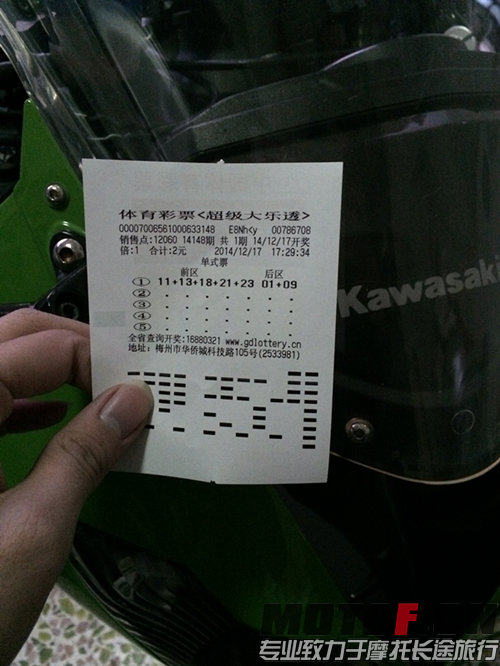 体育彩票<超级大乐透>
00007006561000633148 E8Nhky 00786708
销售点:12060 14148期 共 1期 14/12/17开奖
倍:1 合计:2元 2014/12/17 17:29:34
单式票
前区 后区
① 11+13+18+21+23 01+09
②
③
④
⑤
全省查询开奖:16880321 www.gdlottery.cn
地址: 梅州市华侨城科技路105号(2533981)
Kawasaki
专业致力于摩托长途旅行